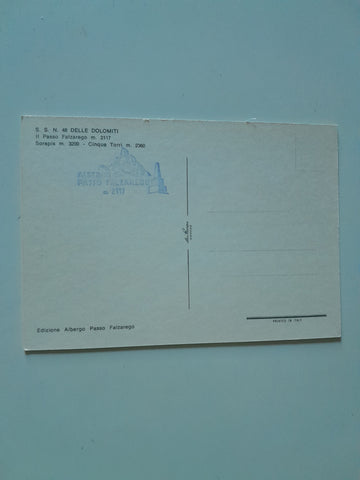 S. S. N. 48 DELLE DOLOMITI
Il Passo Falzarego m. 2117
Sorapis m. 3200 - Cinque Torri m. 2360
ALBERGO
PASSO FALZAREGO
m 2117
Edizione Albergo Passo Falzarego
PRINTED IN ITALY